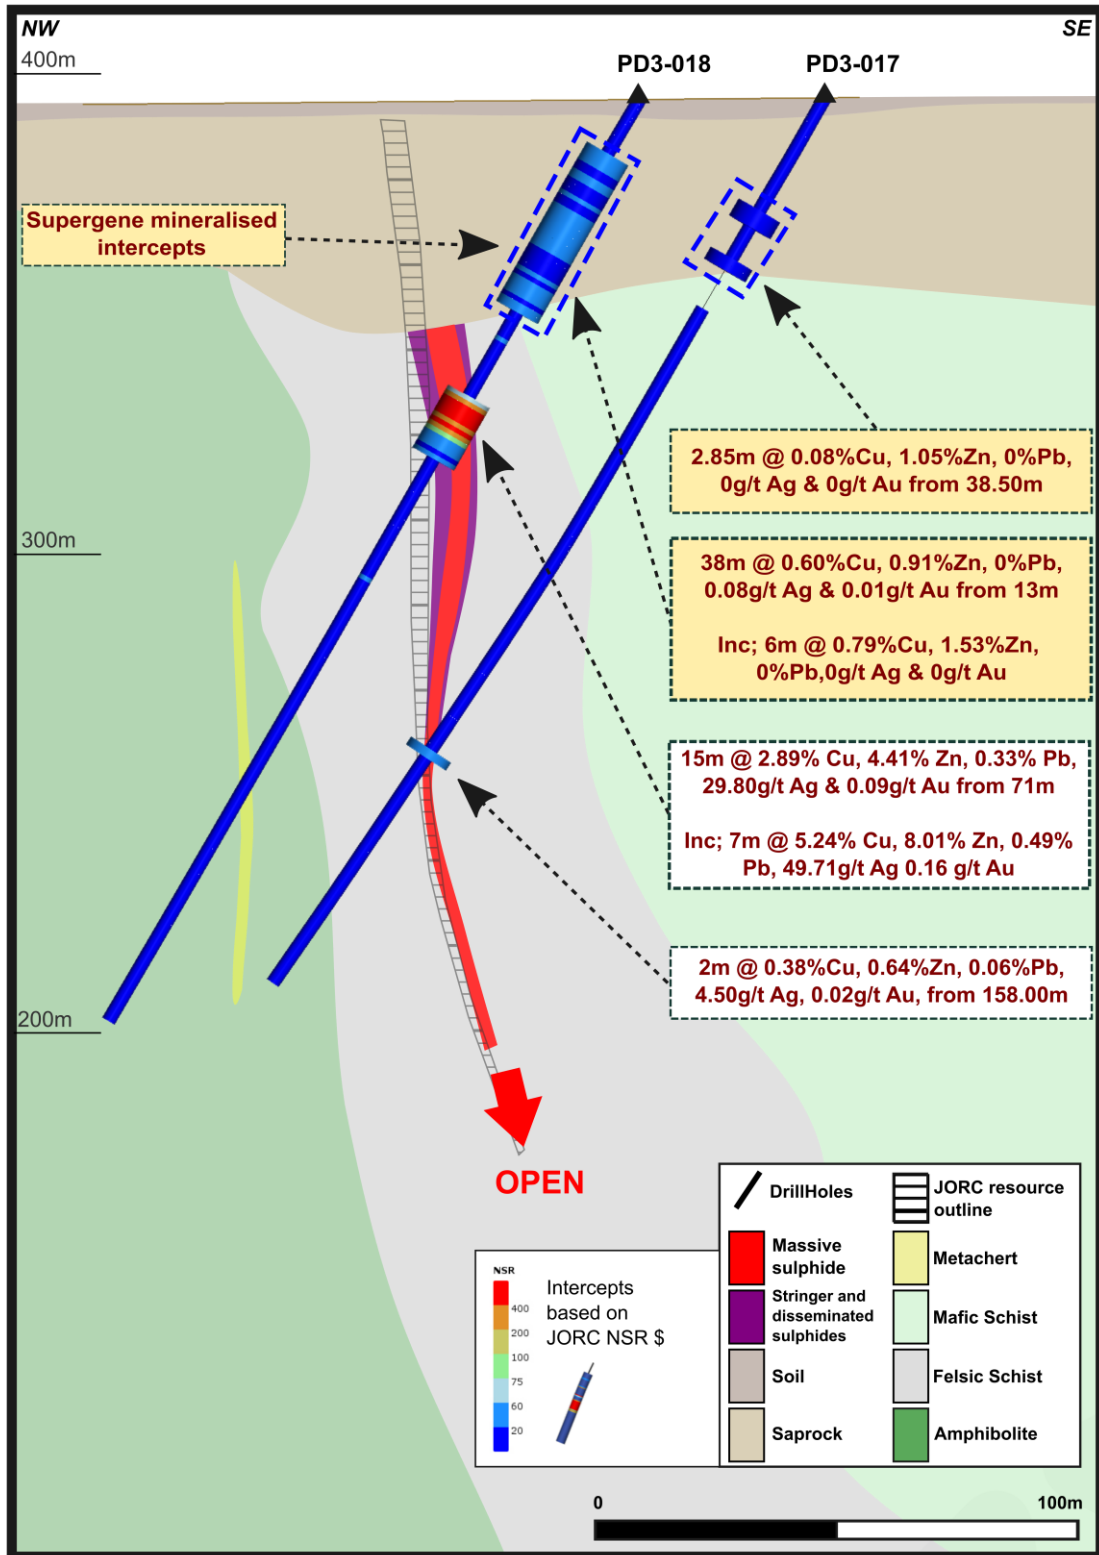 NW
SE
400m
PD3-018
PD3-017
Supergene mineralised
intercepts
300m
2.85m @ 0.08%Cu, 1.05%Zn, 0%Pb,
0g/t Ag & 0g/t Au from 38.50m
38m @ 0.60%Cu, 0.91%Zn, 0%Pb,
0.08g/t Ag & 0.01g/t Au from 13m
Inc; 6m @ 0.79%Cu, 1.53%Zn,
0%Pb,0g/t Ag & 0g/t Au
15m @ 2.89% Cu, 4.41% Zn, 0.33% Pb,
29.80g/t Ag & 0.09g/t Au from 71m
Inc; 7m @ 5.24% Cu, 8.01% Zn, 0.49%
Pb, 49.71g/t Ag 0.16 g/t Au
2m @ 0.38%Cu, 0.64%Zn, 0.06%Pb,
4.50g/t Ag, 0.02g/t Au, from 158.00m
200m
OPEN
NSR
400
200
100
75
60
20
Intercepts
based on
JORC NSR $
DrillHoles
JORC resource
outline
Massive
sulphide
Metachert
Stringer and
disseminated
sulphides
Mafic Schist
Soil
Felsic Schist
Saprock
Amphibolite
0
100m